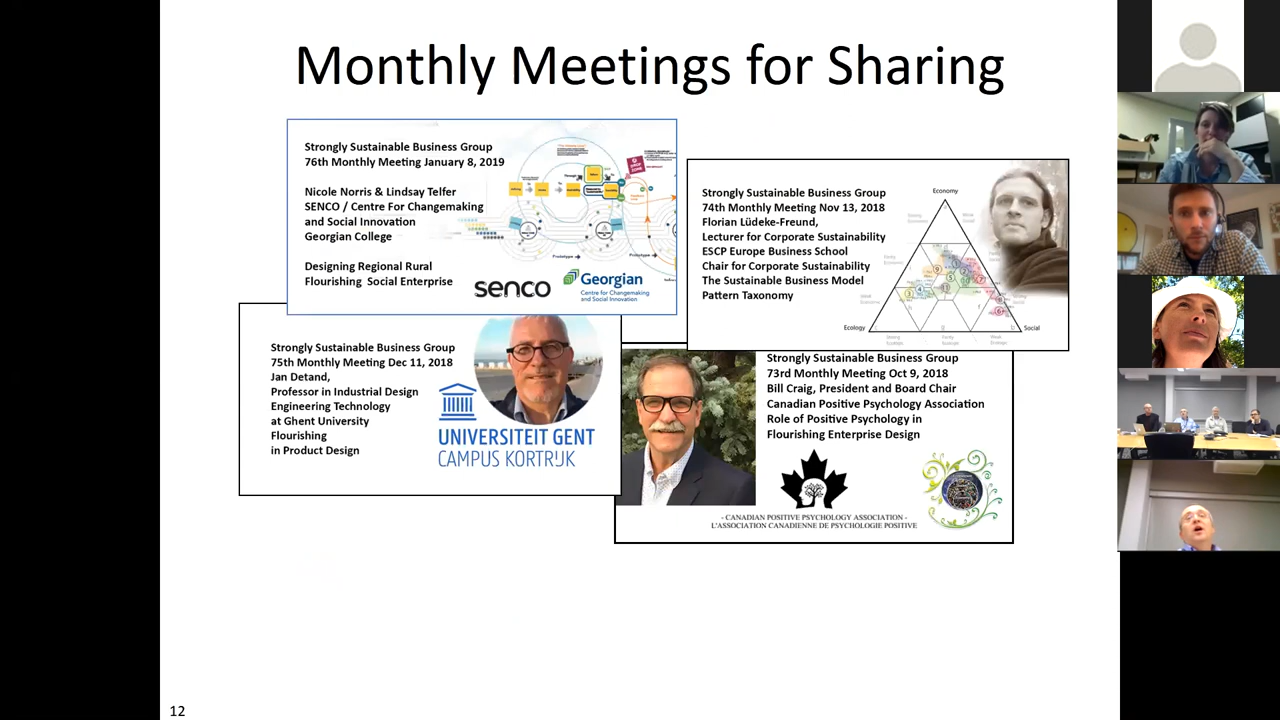 Monthly Meetings for Sharing
Strongly Sustainable Business Group
76th Monthly Meeting January 8, 2019
Nicole Norris & Lindsay Telfer
SENCO / Centre For Changemaking
and Social Innovation
Georgian College
Designing Regional Rural
Flourishing Social Enterprise
senco
Georgian
Centre for Changemaking
and Social Innovation
Prototype
Prototype
Strongly Sustainable Business Group
74th Monthly Meeting Nov 13, 2018
Florian Lüdeke-Freund,
Lecturer for Corporate Sustainability
ESCP Europe Business School
Chair for Corporate Sustainability
The Sustainable Business Model
Pattern Taxonomy
Economy
Ecology
Social
Strongly Sustainable Business Group
75th Monthly Meeting Dec 11, 2018
Jan Detand,
Professor in Industrial Design
Engineering Technology
at Ghent University
Flourishing
in Product Design
UNIVERSITEIT GENT
CAMPUS KORTRIJK
Strongly Sustainable Business Group
73rd Monthly Meeting Oct 9, 2018
Bill Craig, President and Board Chair
Canadian Positive Psychology Association
Role of Positive Psychology in
Flourishing Enterprise Design
- CANADIAN POSITIVE PSYCHOLOGY ASSOCIATION -
L'ASSOCIATION CANADIENNE DE PSYCHOLOGIE POSITIVE
12